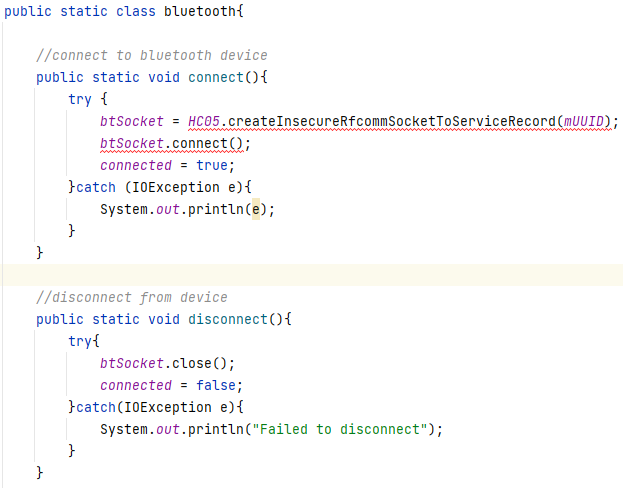 public static class bluetooth{
//connect to bluetooth device
public static void connect(){
try {
btSocket = HC05.createInsecureRfcommSocketToServiceRecord(mUUID);
btSocket.connect();
connected = true;
}catch (IOException e){
System.out.println(e);
}
}
//disconnect from device
public static void disconnect(){
try{
btSocket.close();
connected = false;
}catch(IOException e){
System.out.println("Failed to disconnect");
}
}